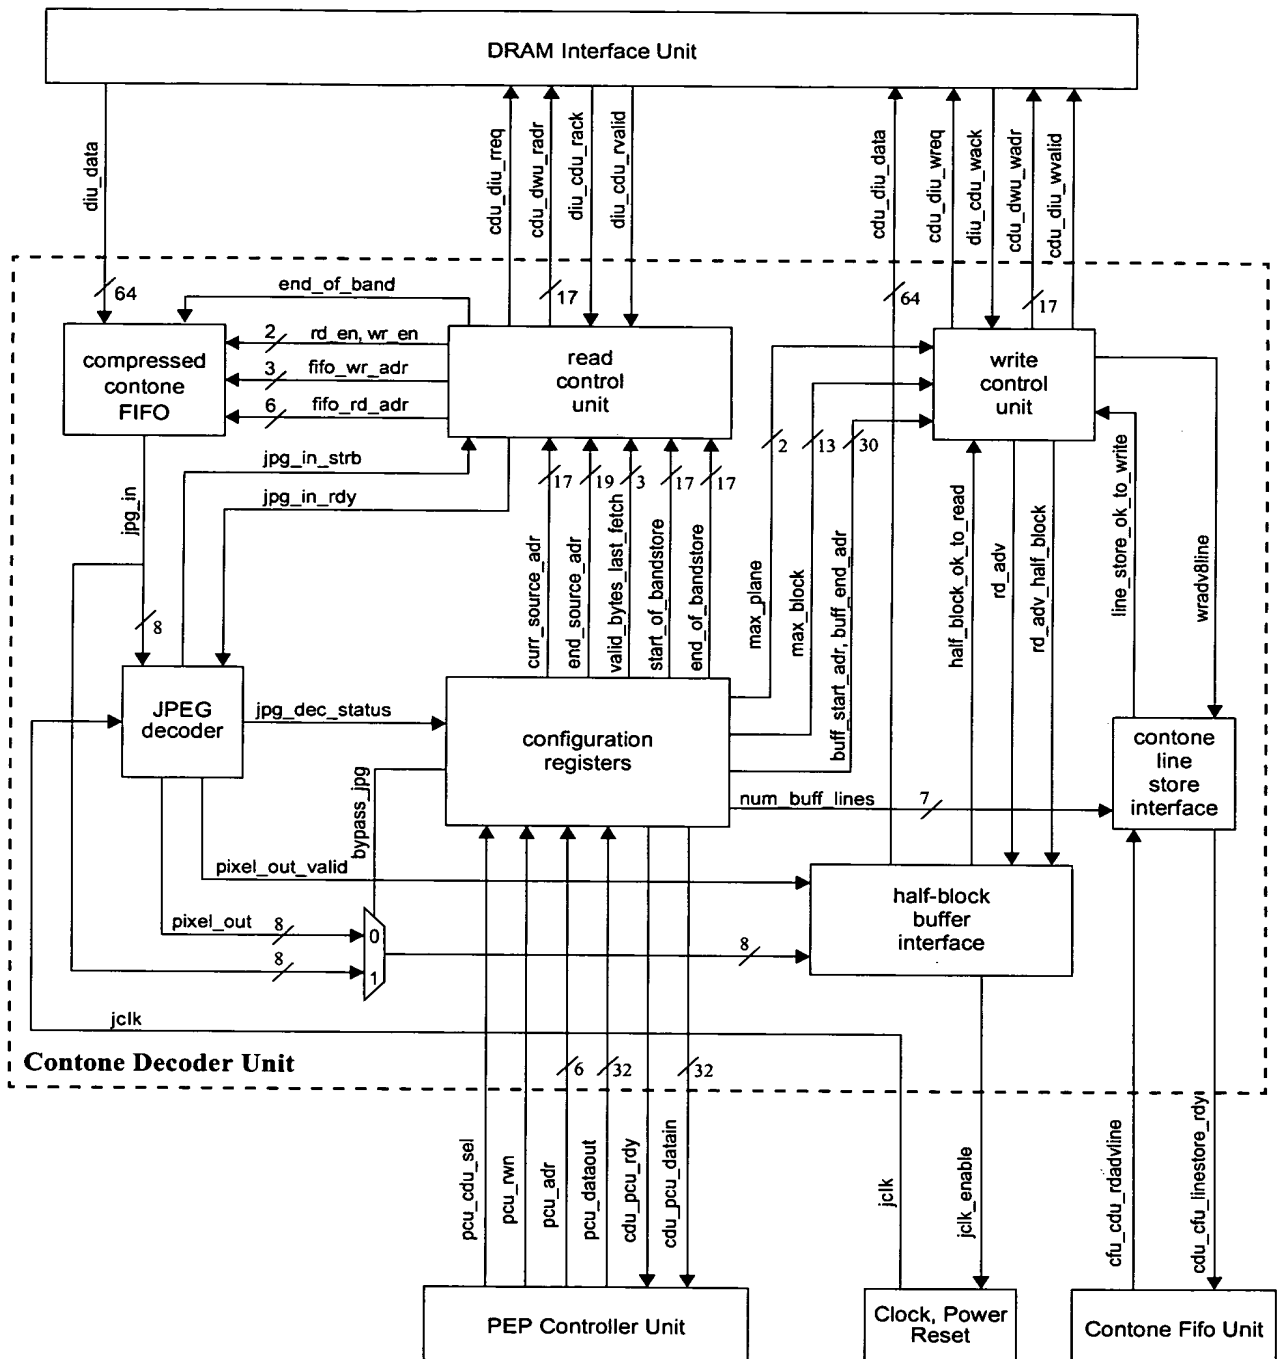 DRAM Interface Unit
diu_data
cdu_diu_rreq
cdu_dwu_radr
diu_cdu_rack
diu_cdu_rvalid
cdu_diu_data
cdu_diu_wreq
diu_cdu_wack
cdu_dwu_wadr
cdu_diu_wvalid
64
end_of_band
17
64
17
compressed
contone
FIFO
2
rd_en, wr_en
3
fifo_wr_adr
6
fifo_rd_adr
read
control
unit
write
control
unit
2
13
30
jpg_in_strb
jpg_in_rdy
jpg_in
8
17
19
3
17
17
curr_source_adr
end_source_adr
valid_bytes_last_fetch
start_of_bandstore
end_of_bandstore
max_plane
max_block
buff_start_adr, buff_end_adr
half_block_ok_to_read
rd_adv
rd_adv_half_block
line_store_ok_to_write
wradv8line
JPEG
decoder
jpg_dec_status
configuration
registers
contone
line
store
interface
bypass_jpg
num_buff_lines
7
pixel_out_valid
pixel_out
8
0
8
1
8
half-block
buffer
interface
jclk
Contone Decoder Unit
6
32
32
pcu_cdu_sel
pcu_rwn
pcu_adr
pcu_dataout
cdu_pcu_rdy
cdu_pcu_datain
jclk
jclk_enable
cfu_cdu_rdadvline
cdu_cfu_linestore_rdy
PEP Controller Unit
Clock, Power
Reset
Contone Fifo Unit